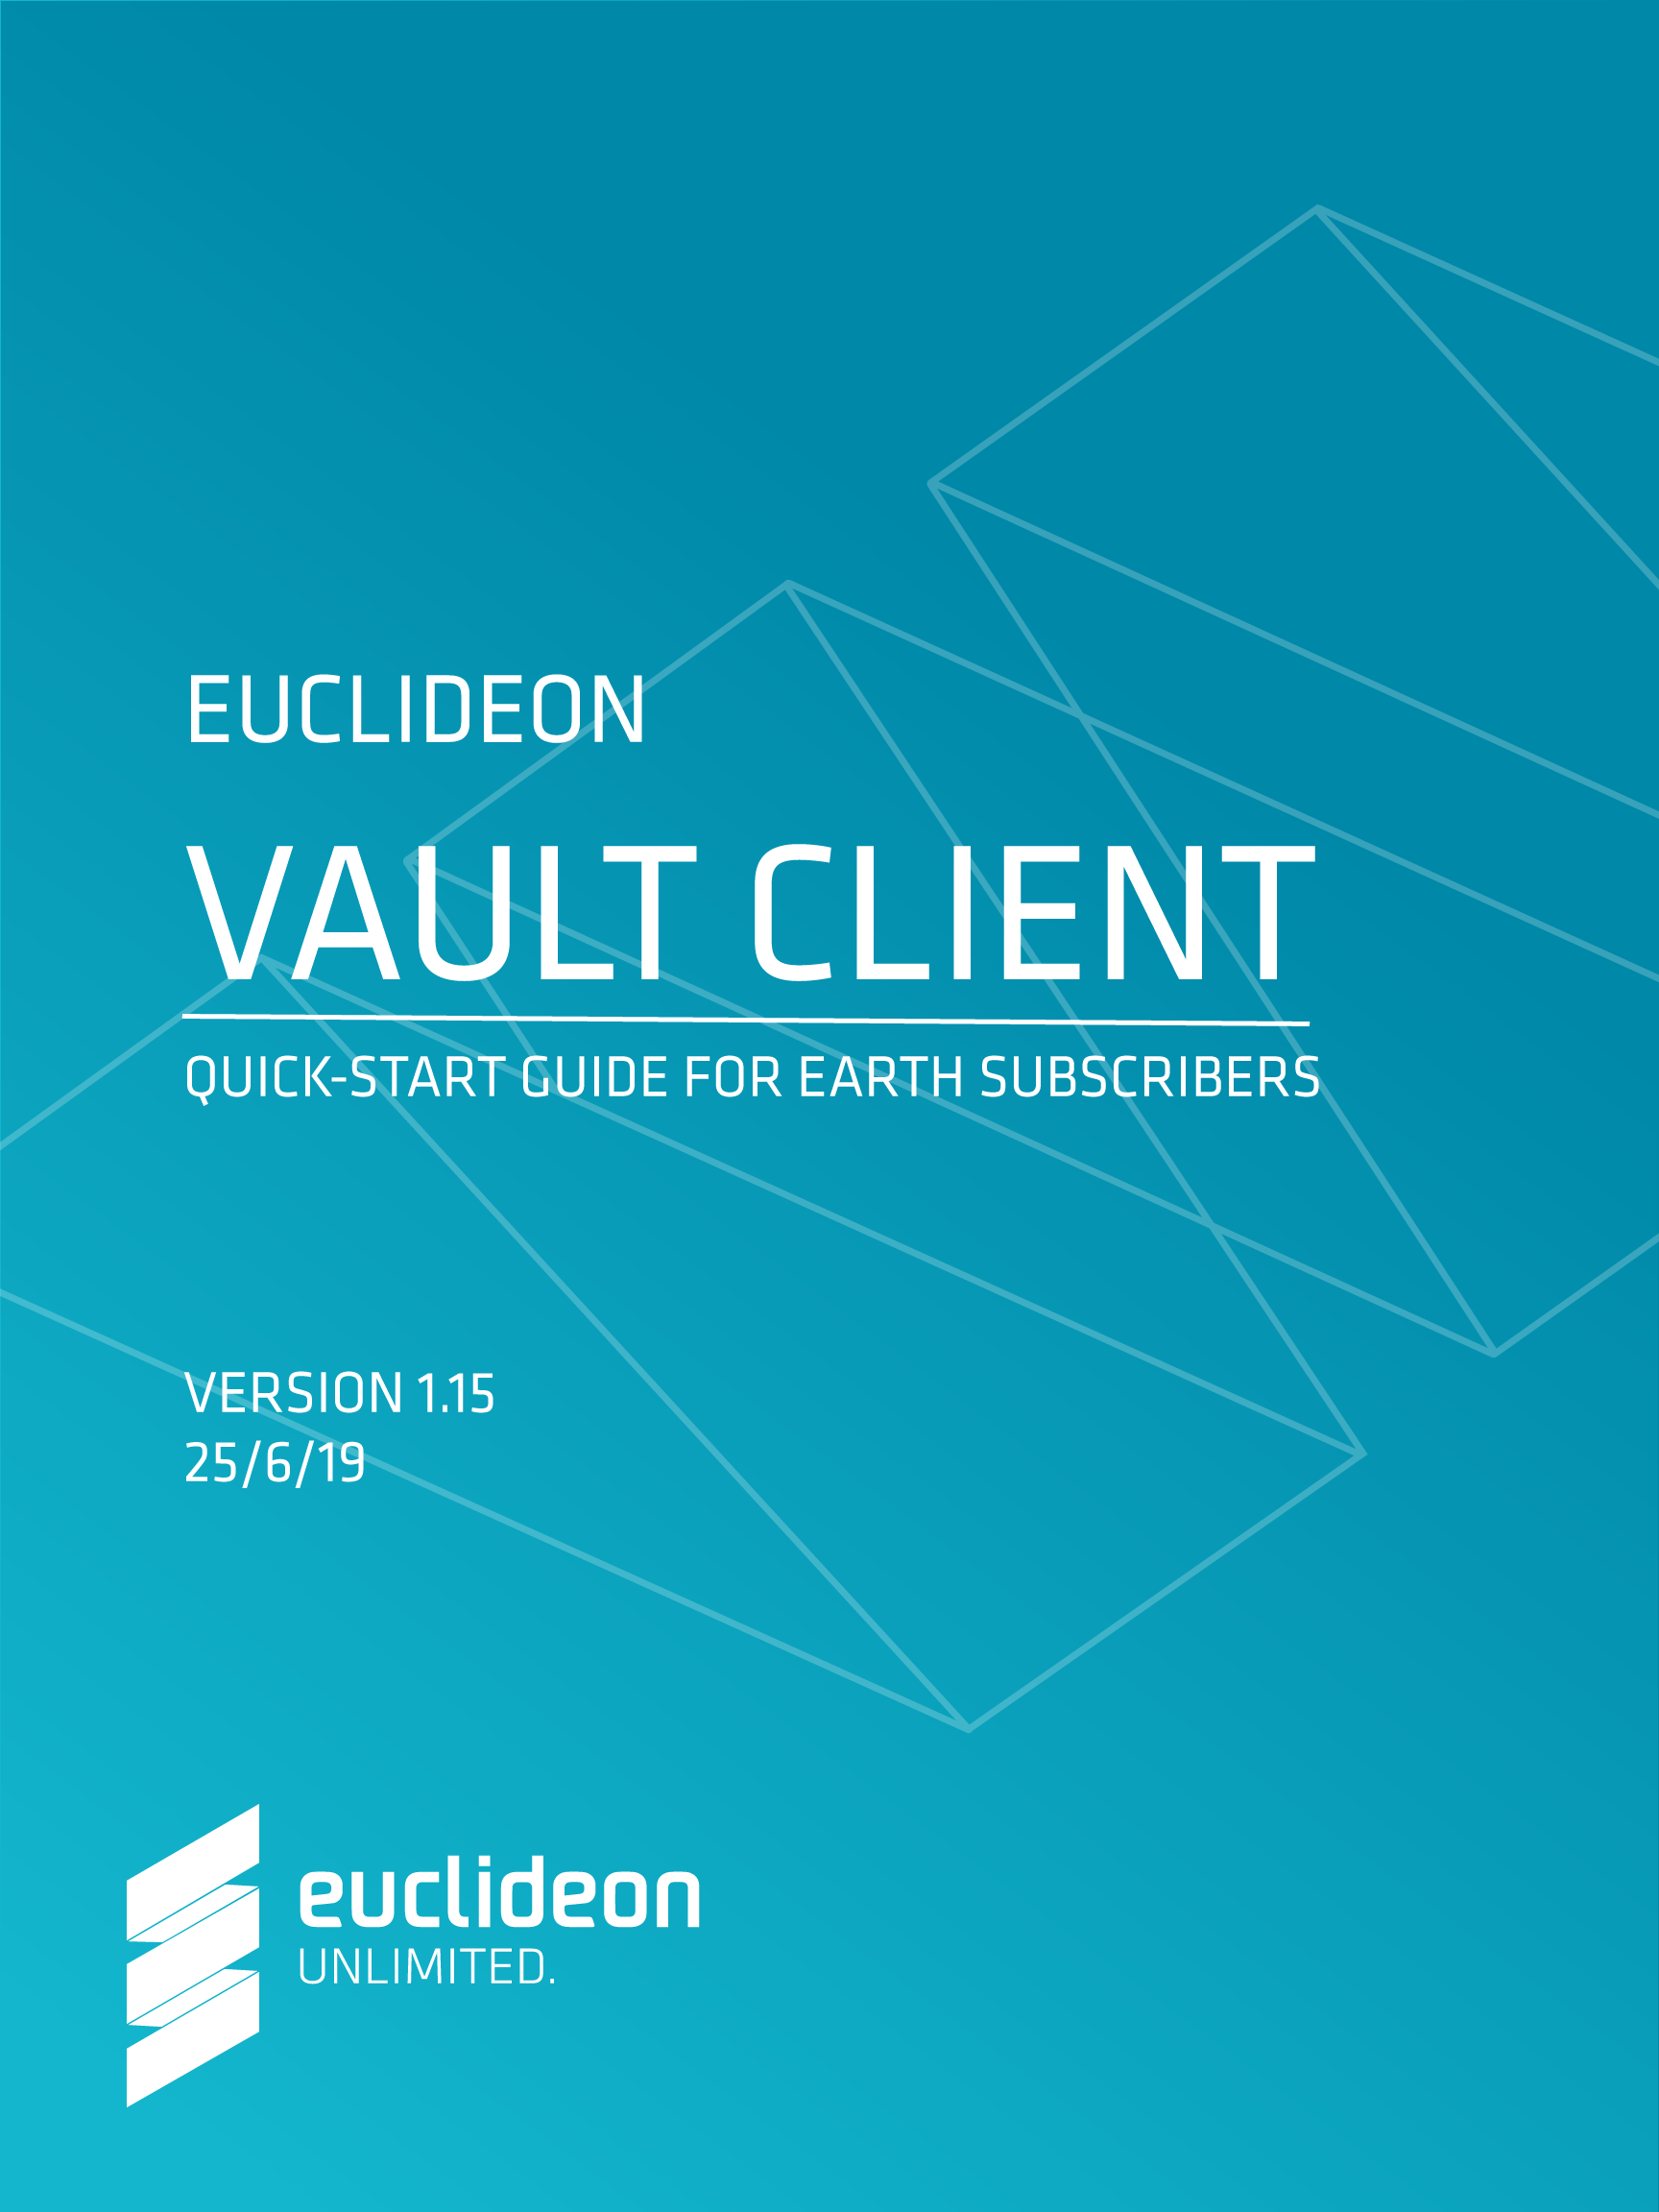 EUCLIDEON
VAULT CLIENT
QUICK-START GUIDE FOR EARTH SUBSCRIBERS
VERSION 1.15
25/6/19
euclideon
UNLIMITED.